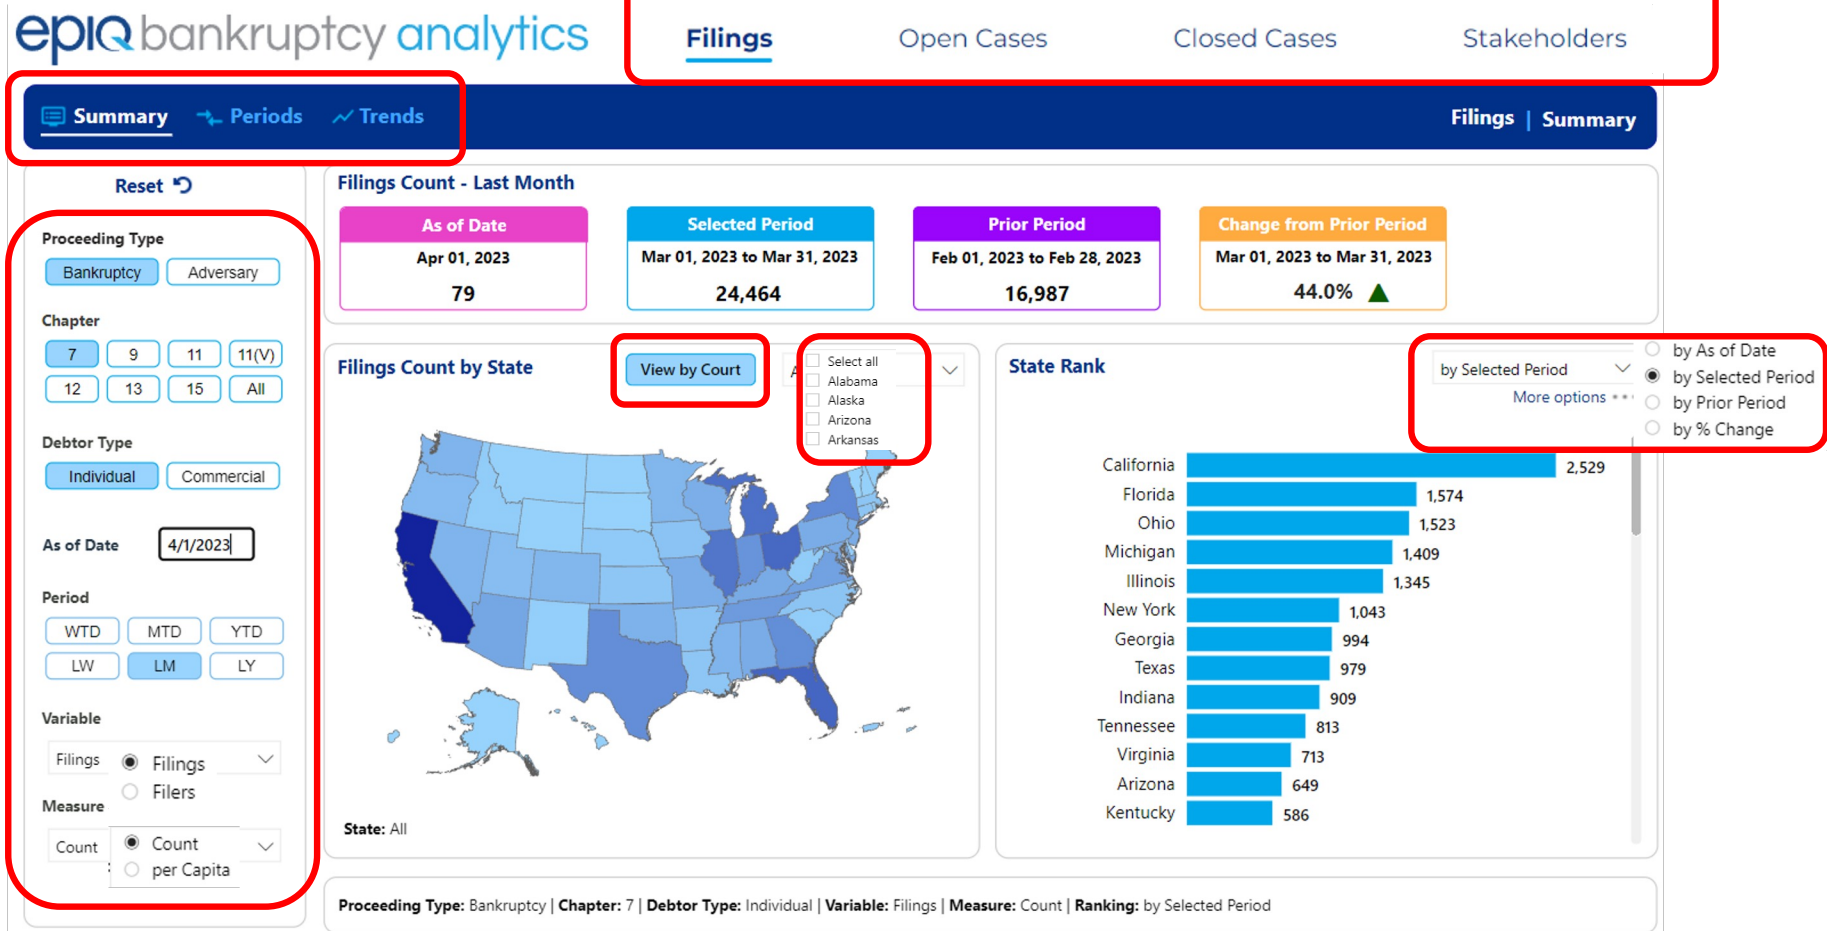 epiq bankruptcy analytics
Filings
Open Cases
Closed Cases
Stakeholders
Summary
Periods
Trends
Filings | Summary
Reset
Proceeding Type
Bankruptcy
Adversary
Chapter
7
9
11
11(V)
12
13
15
All
Debtor Type
Individual
Commercial
As of Date
4/1/2023
Period
WTD
MTD
YTD
LW
LM
LY
Variable
Filings
Filings
Filers
Measure
Count
Count
per Capita
Filings Count - Last Month
As of Date
Apr 01, 2023
79
Selected Period
Mar 01, 2023 to Mar 31, 2023
24,464
Prior Period
Feb 01, 2023 to Feb 28, 2023
16,987
Change from Prior Period
Mar 01, 2023 to Mar 31, 2023
44.0%
Filings Count by State
View by Court
Select all
Alabama
Alaska
Arizona
Arkansas
State: All
State Rank
by Selected Period
More options
by As of Date
by Selected Period
by Prior Period
by % Change
California 2,529
Florida 1,574
Ohio 1,523
Michigan 1,409
Illinois 1,345
New York 1,043
Georgia 994
Texas 979
Indiana 909
Tennessee 813
Virginia 713
Arizona 649
Kentucky 586
Proceeding Type: Bankruptcy | Chapter: 7 | Debtor Type: Individual | Variable: Filings | Measure: Count | Ranking: by Selected Period